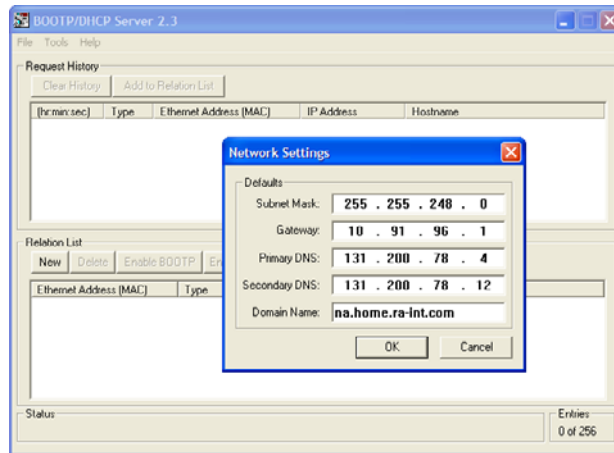 BOOTP/DHCP Server 2.3
File Tools Help
Request History
Clear History Add to Relation List
(hr:min:sec) Type Ethernet Address (MAC) IP Address Hostname
Network Settings
Defaults
Subnet Mask: 255 . 255 . 248 . 0
Gateway: 10 . 91 . 96 . 1
Primary DNS: 131 . 200 . 78 . 4
Secondary DNS: 131 . 200 . 78 . 12
Domain Name: na.home.ra-int.com
OK Cancel
Relation List
New Delete Enable BOOTP En
Ethernet Address (MAC) Type
Status
Entries
0 of 256